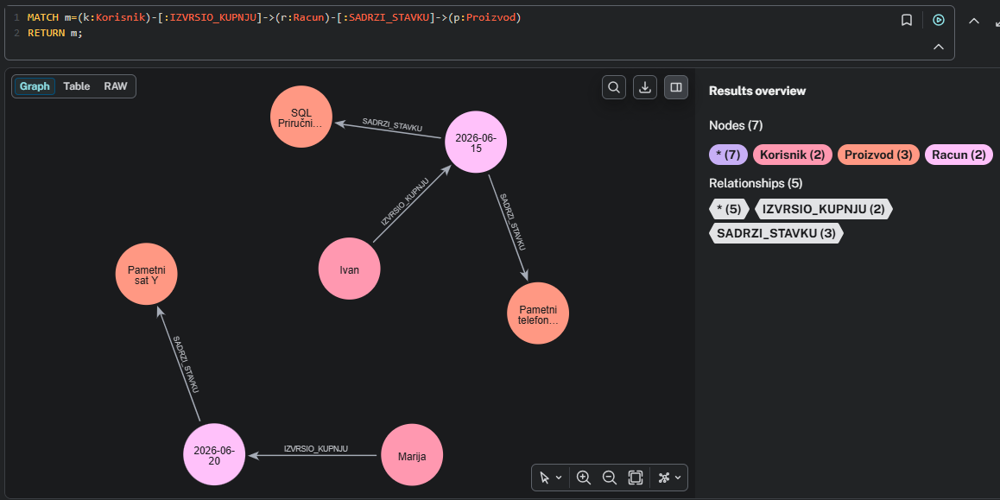 1 MATCH m=(k:Korisnik)-[:IZVRSIO_KUPNJU]->(r:Racun)-[:SADRZI_STAVKU]->(p:Proizvod)
2 RETURN m;
Graph Table RAW
Results overview
Nodes (7)
* (7) Korisnik (2) Proizvod (3) Racun (2)
Relationships (5)
* (5) IZVRSIO_KUPNJU (2)
SADRZI_STAVKU (3)
SQL
Priručni...
SADRZI_STAVKU
2026-06-
15
IZVRSIO_KUPNJU
SADRZI_STAVKU
Ivan
Pametni
sat Y
Pametni
telefon...
SADRZI_STAVKU
2026-06-
20
IZVRSIO_KUPNJU
Marija